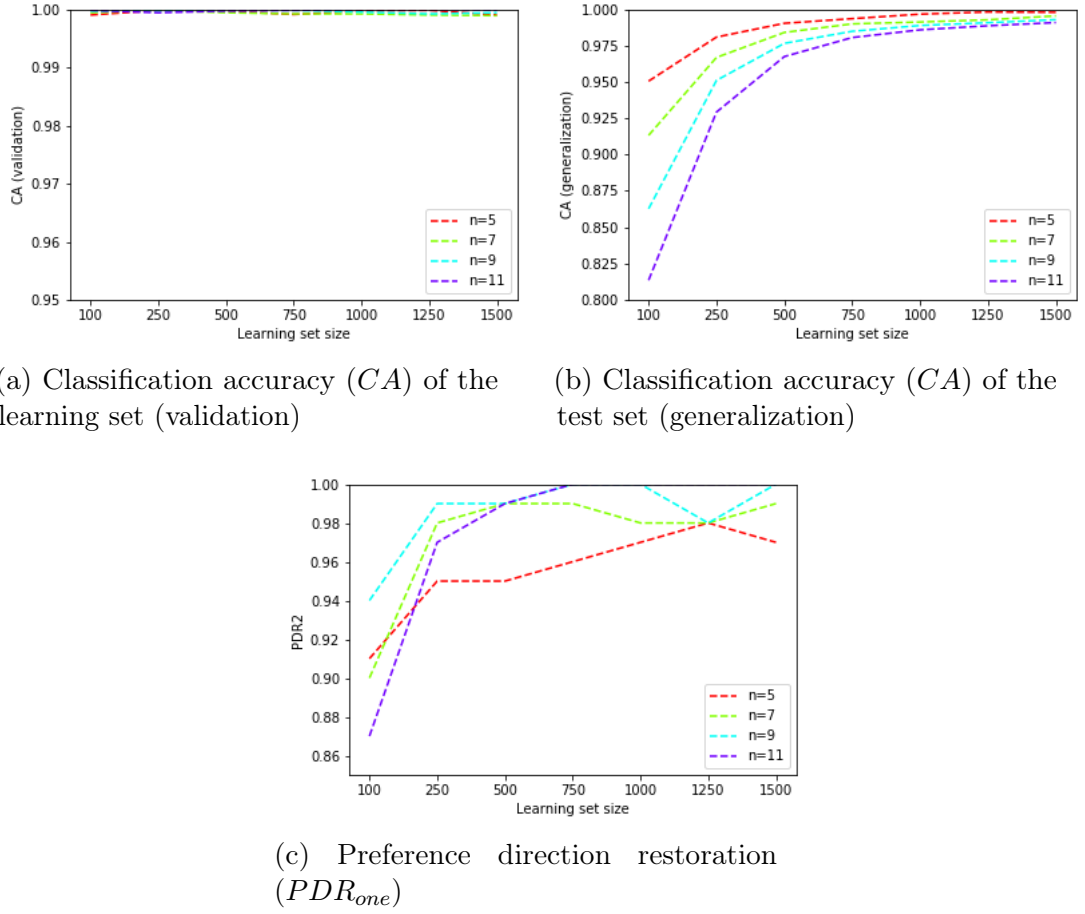 1.00
0.99
0.98
0.97
0.96
0.95
CA (validation)
100 250 500 750 1000 1250 1500
Learning set size
n=5
n=7
n=9
n=11
1.000
0.975
0.950
0.925
0.900
0.875
0.850
0.825
0.800
CA (generalization)
100 250 500 750 1000 1250 1500
Learning set size
n=5
n=7
n=9
n=11
(a) Classification accuracy (CA) of the
learning set (validation)
(b) Classification accuracy (CA) of the
test set (generalization)
1.00
0.98
0.96
0.94
0.92
0.90
0.88
0.86
PDR2
100 250 500 750 1000 1250 1500
Learning set size
n=5
n=7
n=9
n=11
(c) Preference direction restoration
(PDRone)